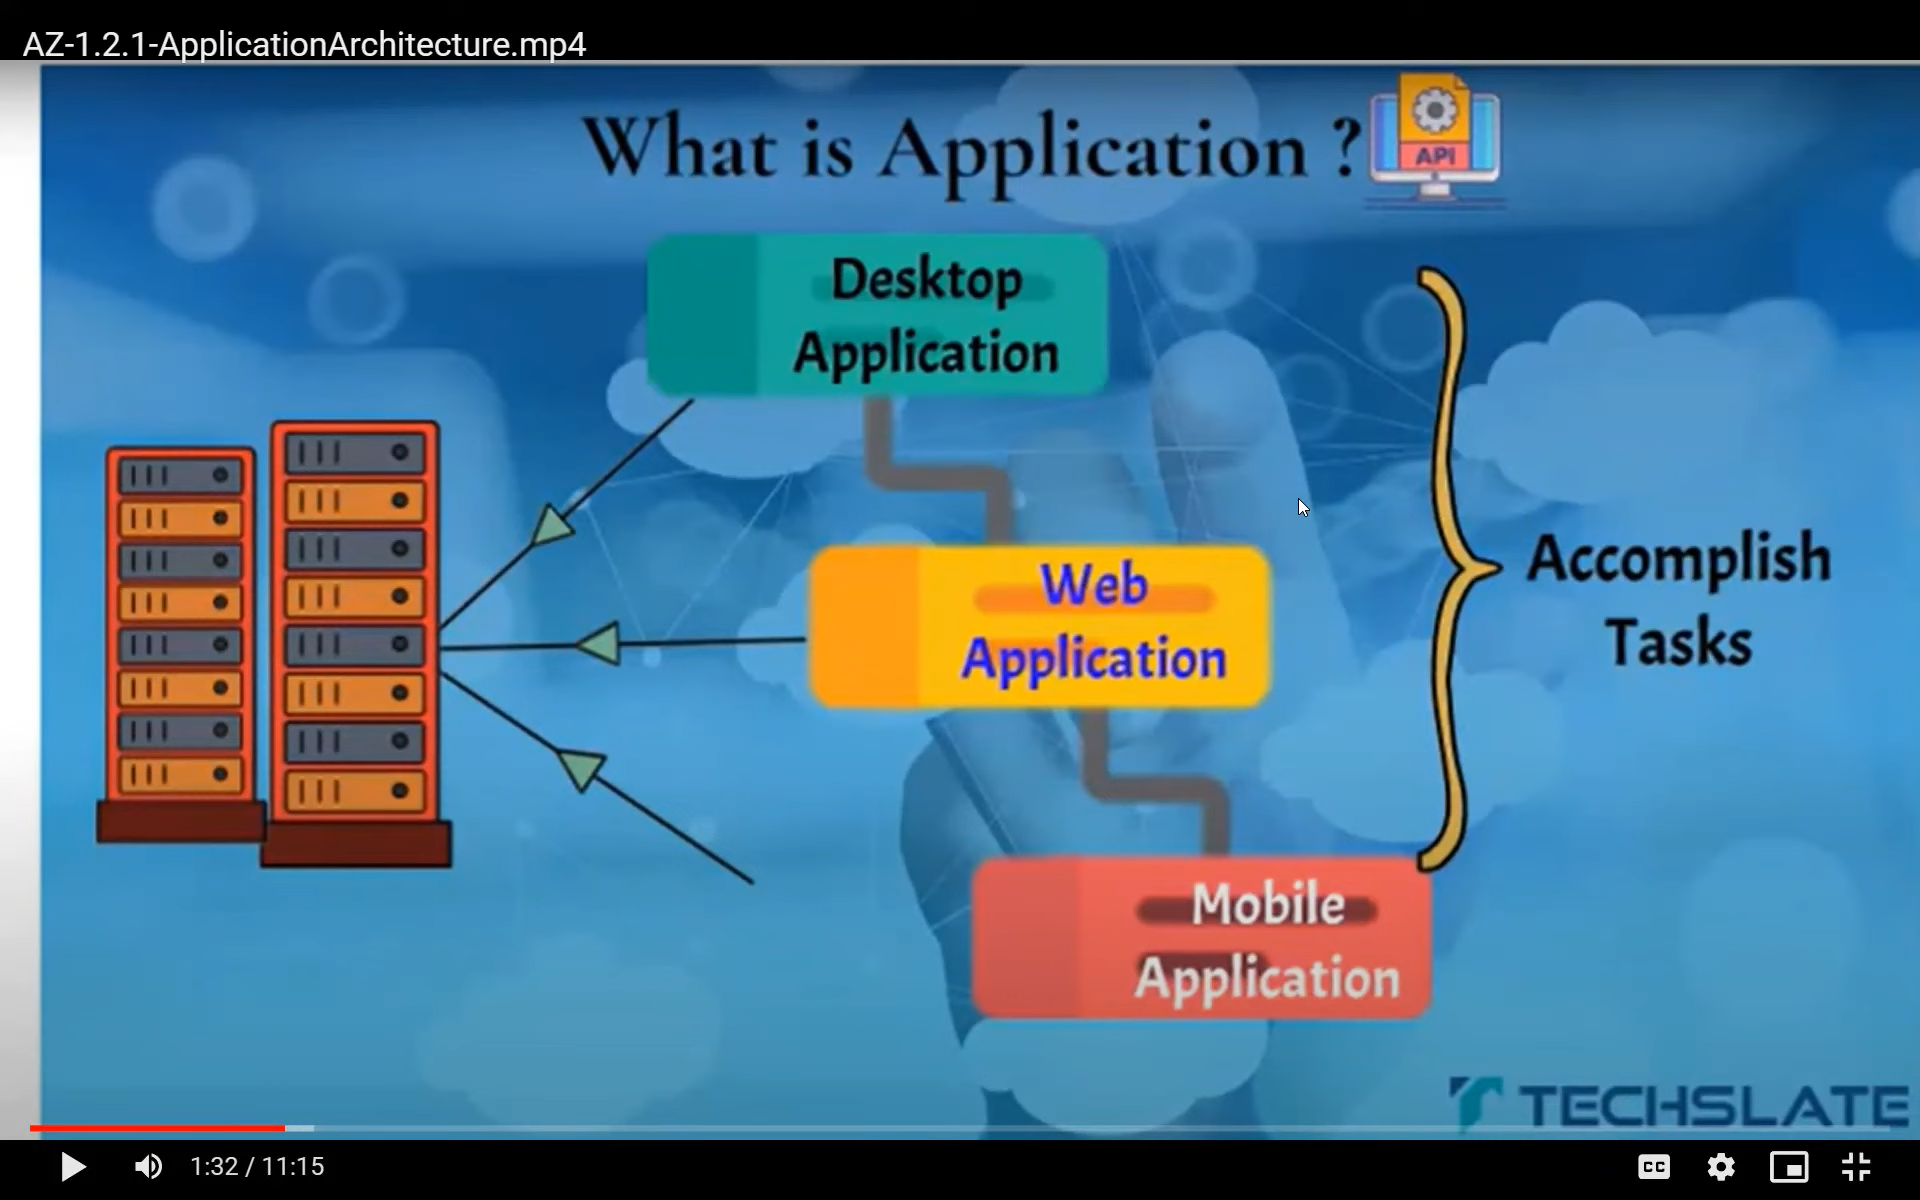 AZ-1.2.1-ApplicationArchitecture.mp4
What is Application ?
API
Desktop
Application
Web
Application
Accomplish
Tasks
Mobile
Application
TECHSLATE
1:32 / 11:15
CC